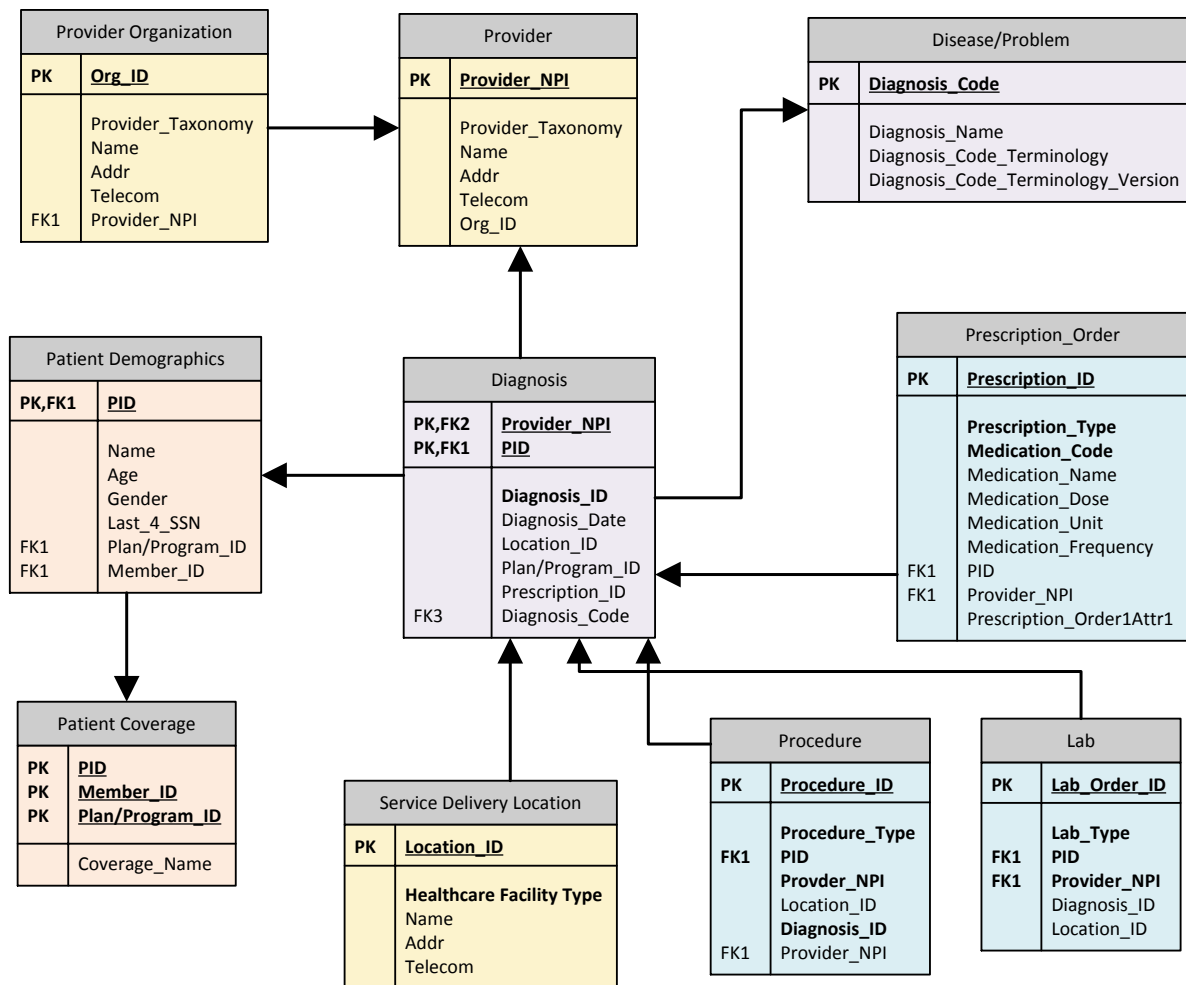 Provider Organization
PK Org_ID
Provider_Taxonomy
Name
Addr
Telecom
FK1 Provider_NPI
Provider
PK Provider_NPI
Provider_Taxonomy
Name
Addr
Telecom
Org_ID
Disease/Problem
PK Diagnosis_Code
Diagnosis_Name
Diagnosis_Code_Terminology
Diagnosis_Code_Terminology_Version
Patient Demographics
PK,FK1 PID
Name
Age
Gender
Last_4_SSN
FK1 Plan/Program_ID
FK1 Member_ID
Diagnosis
PK,FK2 Provider_NPI
PK,FK1 PID
Diagnosis_ID
Diagnosis_Date
Location_ID
Plan/Program_ID
Prescription_ID
FK3 Diagnosis_Code
Prescription_Order
PK Prescription_ID
Prescription_Type
Medication_Code
Medication_Name
Medication_Dose
Medication_Unit
Medication_Frequency
FK1 PID
FK1 Provider_NPI
Prescription_Order1Attr1
Patient Coverage
PK PID
PK Member_ID
PK Plan/Program_ID
Coverage_Name
Service Delivery Location
PK Location_ID
Healthcare Facility Type
Name
Addr
Telecom
Procedure
PK Procedure_ID
Procedure_Type
FK1 PID
Provder_NPI
Location_ID
Diagnosis_ID
FK1 Provider_NPI
Lab
PK Lab_Order_ID
Lab_Type
FK1 PID
FK1 Provider_NPI
Diagnosis_ID
Location_ID